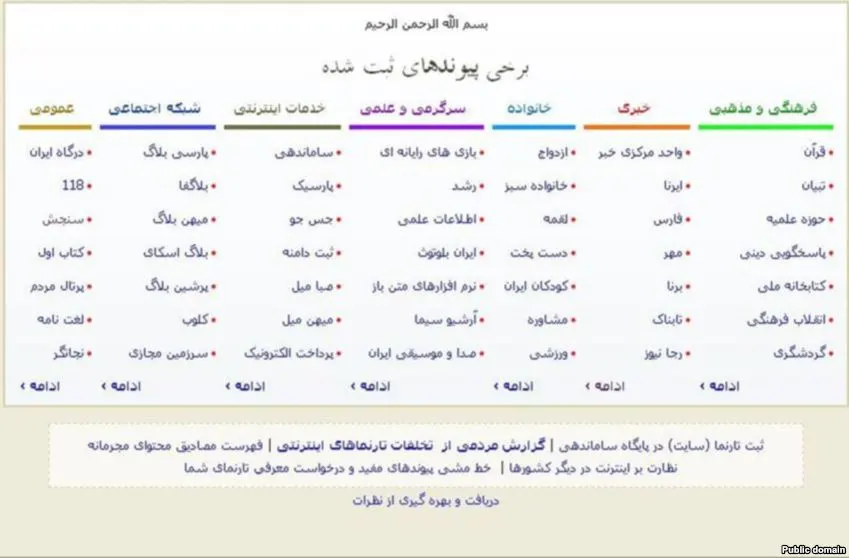 بسم الله الرحمن الرحیم
برخی پیوندهای ثبت شده
فرهنگی و مذهبی خبری خانواده سرگرمی و علمی خدمات اینترنتی شبکه اجتماعی عمومی
• قرآن • واحد مرکزی خبر • ازدواج • بازی های رایانه ای • ساماندهی • پارسی بلاگ • درگاه ایران
• تبیان • ایرنا • خانواده سبز • رشد • پارسیک • بلاگفا • 118
• حوزه علمیه • فارس • لقمه • اطلاعات علمی • جس جو • میهن بلاگ • سنجش
• پاسخگویی دینی • مهر • دست پخت • ایران بلوتوث • ثبت دامنه • بلاگ اسکای • کتاب اول
• کتابخانه ملی • برنا • کودکان ایران • نرم افزارهای متن باز • صبا میل • پرشین بلاگ • پرتال مردم
• انقلاب فرهنگی • تابناک • مشاوره • آرشیو سیما • میهن میل • کلوب • لغت نامه
• گردشگری • رجا نیوز • ورزشی • صدا و موسیقی ایران • پرداخت الکترونیک • سرزمین مجازی • نجاتگر
ادامه › ادامه › ادامه › ادامه › ادامه › ادامه › ادامه ›
ثبت تارنما (سایت) در پایگاه ساماندهی | گزارش مردمی از تخلفات تارنماهای اینترنتی | فهرست مصادیق محتوای مجرمانه
نظارت بر اینترنت در دیگر کشورها | خط مشی پیوندهای مفید و درخواست معرفی تارنمای شما
دریافت و بهره گیری از نظرات
Public domain